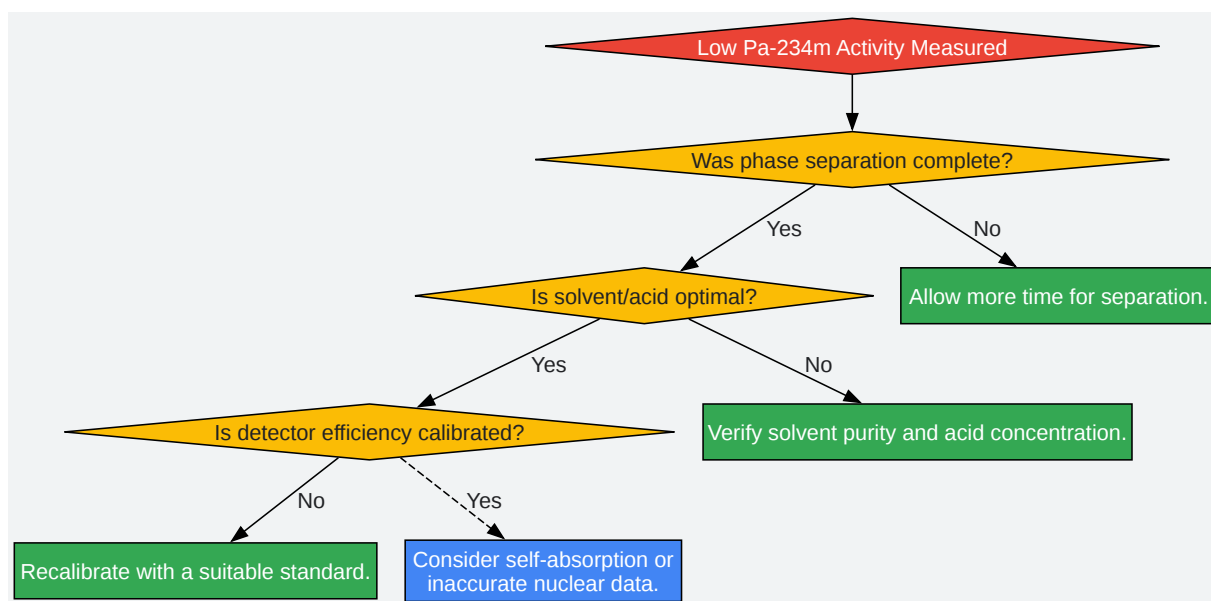 Low Pa-234m Activity Measured
Was phase separation complete?
Yes
No
Is solvent/acid optimal?
Allow more time for separation.
Yes
No
Is detector efficiency calibrated?
Verify solvent purity and acid concentration.
No
Yes
Recalibrate with a suitable standard.
Consider self-absorption or
inaccurate nuclear data.